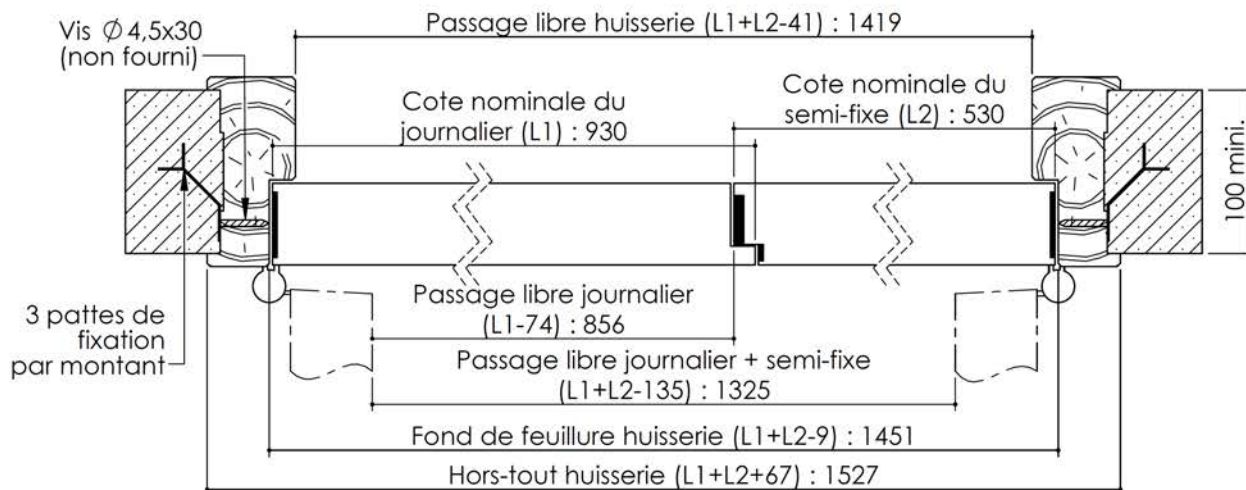 Passage libre huisserie (L1+L2-41) : 1419
Vis Ø 4,5x30
(non fourni)
Cote nominale du
journalier (L1) : 930
Cote nominale du
semi-fixe (L2) : 530
100 mini.
Passage libre journalier
(L1-74) : 856
3 pattes de
fixation
par montant
Passage libre journalier + semi-fixe
(L1+L2-135) : 1325
Fond de feuillure huisserie (L1+L2-9) : 1451
Hors-tout huisserie (L1+L2+67) : 1527